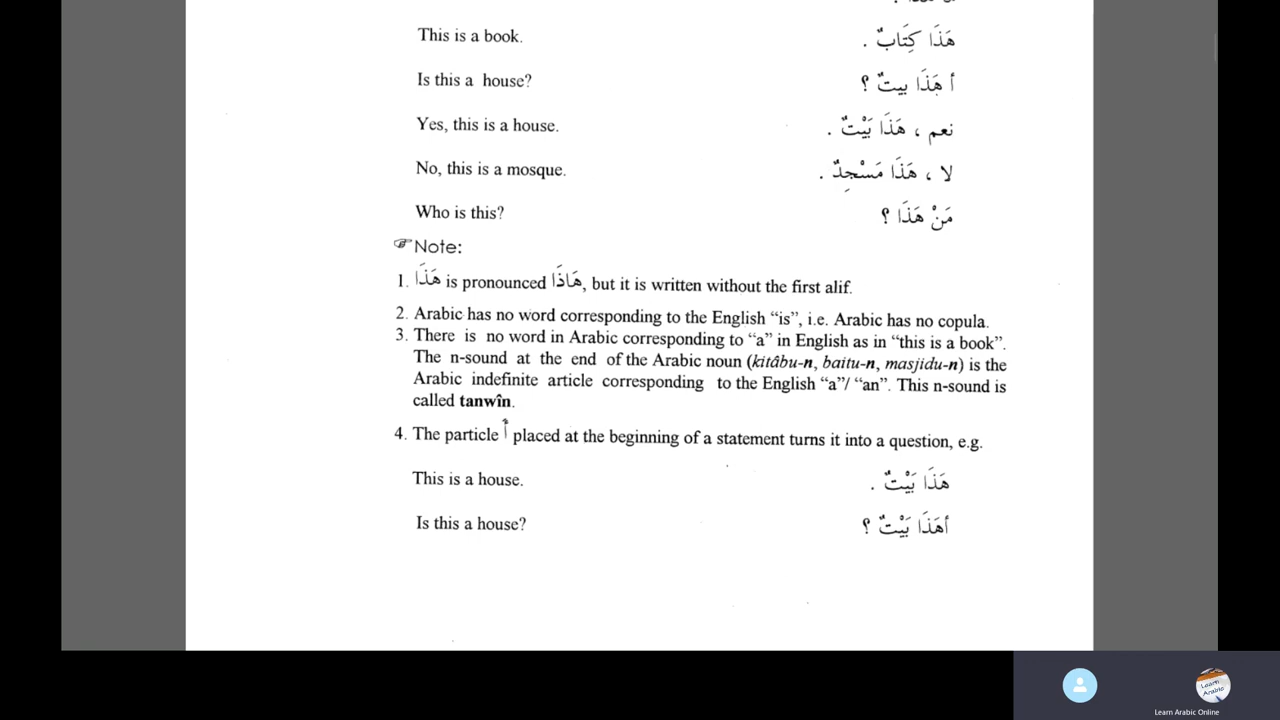 This is a book. هَذَا كِتَابٌ .
Is this a house? أ هَذَا بيتٌ ؟
Yes, this is a house. نعم ، هَذَا بَيْتٌ .
No, this is a mosque. لا ، هَذَا مَسْجِدٌ .
Who is this? مَنْ هَذَا ؟
☞Note:
1. هَذَا is pronounced هَاذَا, but it is written without the first alif.
2. Arabic has no word corresponding to the English “is”, i.e. Arabic has no copula.
3. There is no word in Arabic corresponding to “a” in English as in “this is a book”.
The n-sound at the end of the Arabic noun (kitâbu-n, baitu-n, masjidu-n) is the
Arabic indefinite article corresponding to the English “a”/ “an”. This n-sound is
called tanwîn.
4. The particle أَ placed at the beginning of a statement turns it into a question, e.g.
This is a house. هَذَا بَيْتٌ .
Is this a house? أهَذَا بَيْتٌ ؟
Learn Arabic
Learn Arabic Online